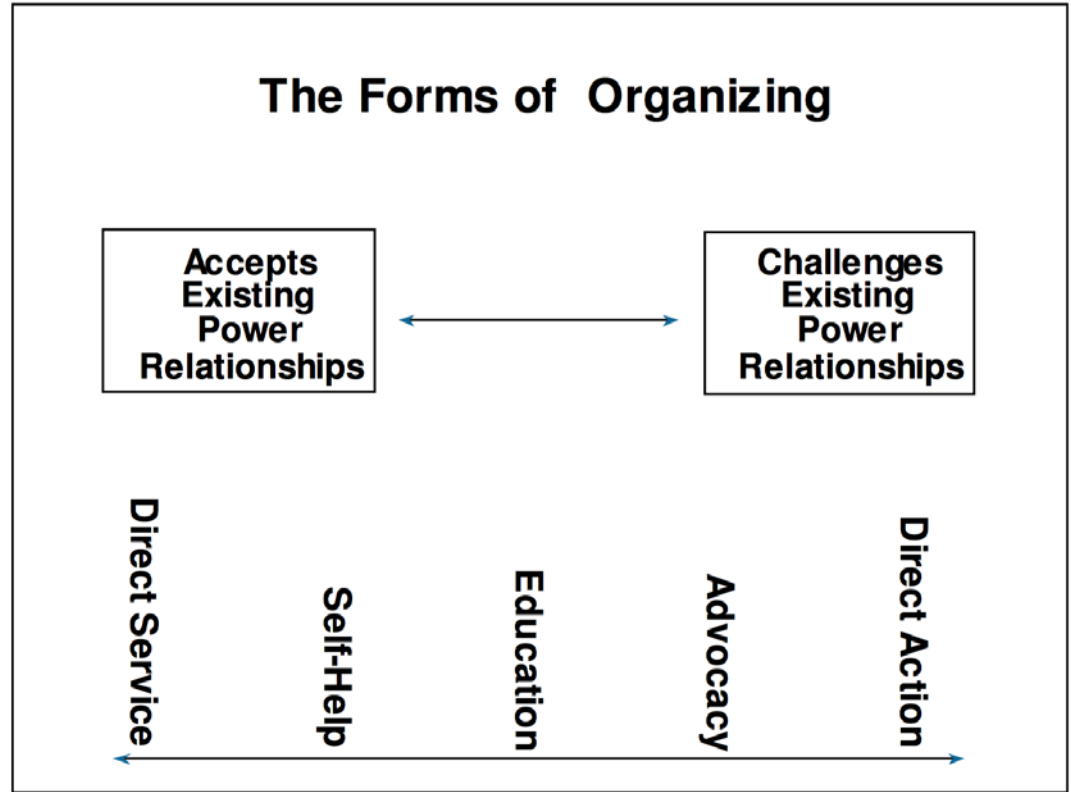 The Forms of Organizing
Accepts
Existing
Power
Relationships
Challenges
Existing
Power
Relationships
Direct Service
Self-Help
Education
Advocacy
Direct Action